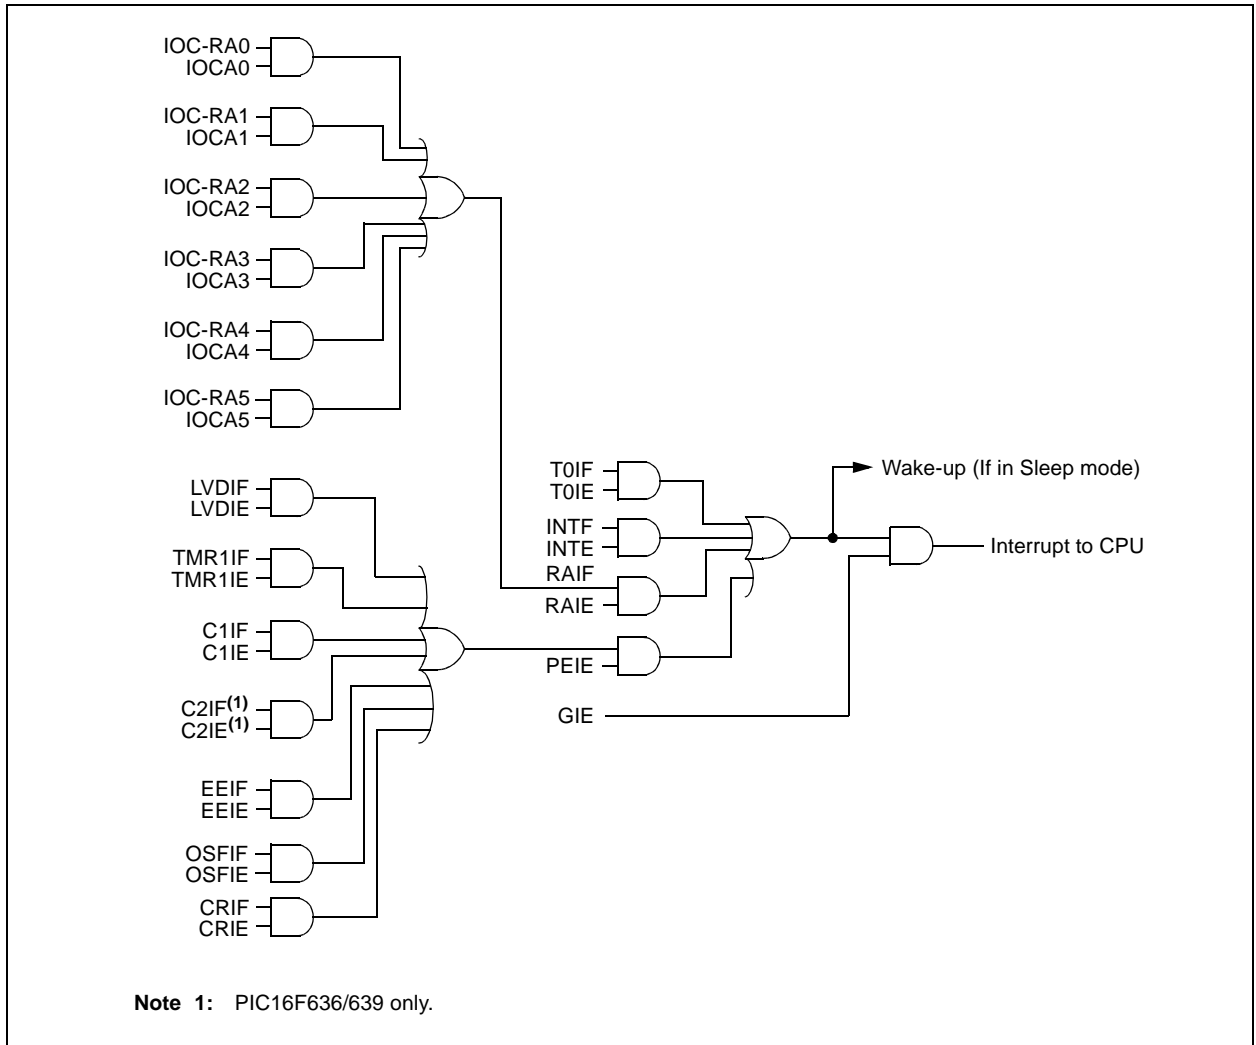 IOC-RA0
IOCA0
IOC-RA1
IOCA1
IOC-RA2
IOCA2
IOC-RA3
IOCA3
IOC-RA4
IOCA4
IOC-RA5
IOCA5
LVDIF
LVDIE
TMR1IF
TMR1IE
C1IF
C1IE
C2IF(1)
C2IE(1)
EEIF
EEIE
OSFIF
OSFIE
CRIF
CRIE
T0IF
T0IE
INTF
INTE
RAIF
RAIE
PEIE
GIE
Wake-up (If in Sleep mode)
Interrupt to CPU
Note 1: PIC16F636/639 only.